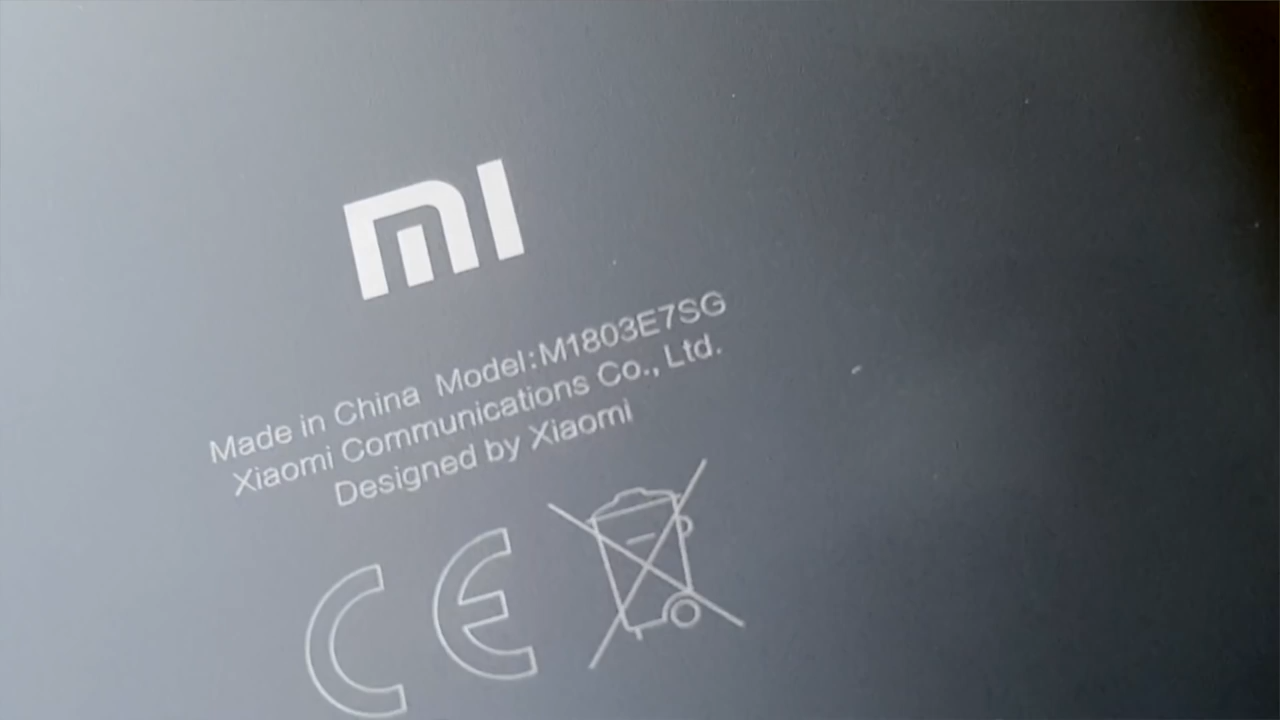 mi
Made in China Model:M1803E7SG
Xiaomi Communications Co., Ltd.
Designed by Xiaomi
CE